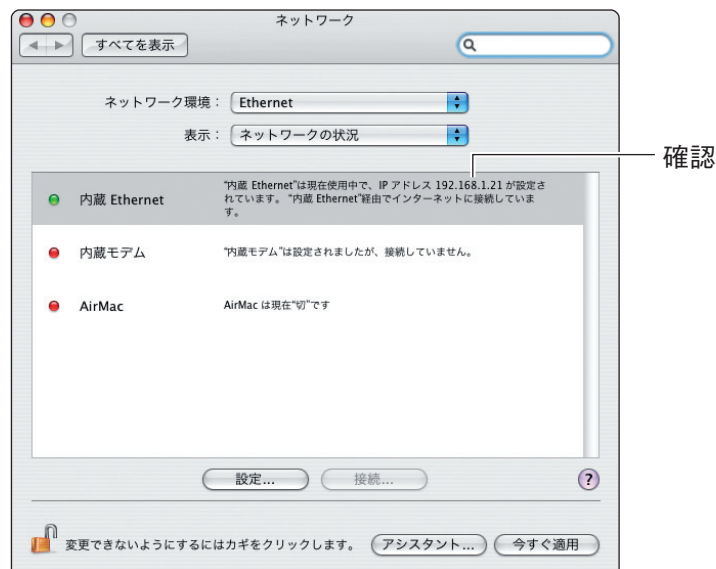 ネットワーク
すべてを表示
ネットワーク環境： Ethernet
表示： ネットワークの状況
確認
内蔵 Ethernet
“内蔵 Ethernet”は現在使用中で、IP アドレス 192.168.1.21 が設定さ
れています。“内蔵 Ethernet”経由でインターネットに接続していま
す。
内蔵モデム
“内蔵モデム”は設定されましたが、接続していません。
AirMac
AirMac は現在“切”です
設定... 接続... ?
変更できないようにするにはカギをクリックします。 アシスタント... 今すぐ適用